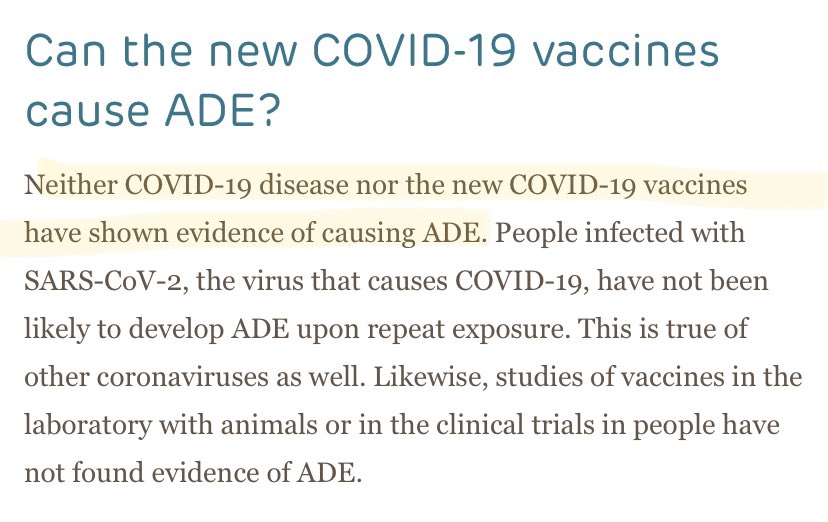 Can the new COVID-19 vaccines
cause ADE?
Neither COVID-19 disease nor the new COVID-19 vaccines
have shown evidence of causing ADE. People infected with
SARS-CoV-2, the virus that causes COVID-19, have not been
likely to develop ADE upon repeat exposure. This is true of
other coronaviruses as well. Likewise, studies of vaccines in the
laboratory with animals or in the clinical trials in people have
not found evidence of ADE.